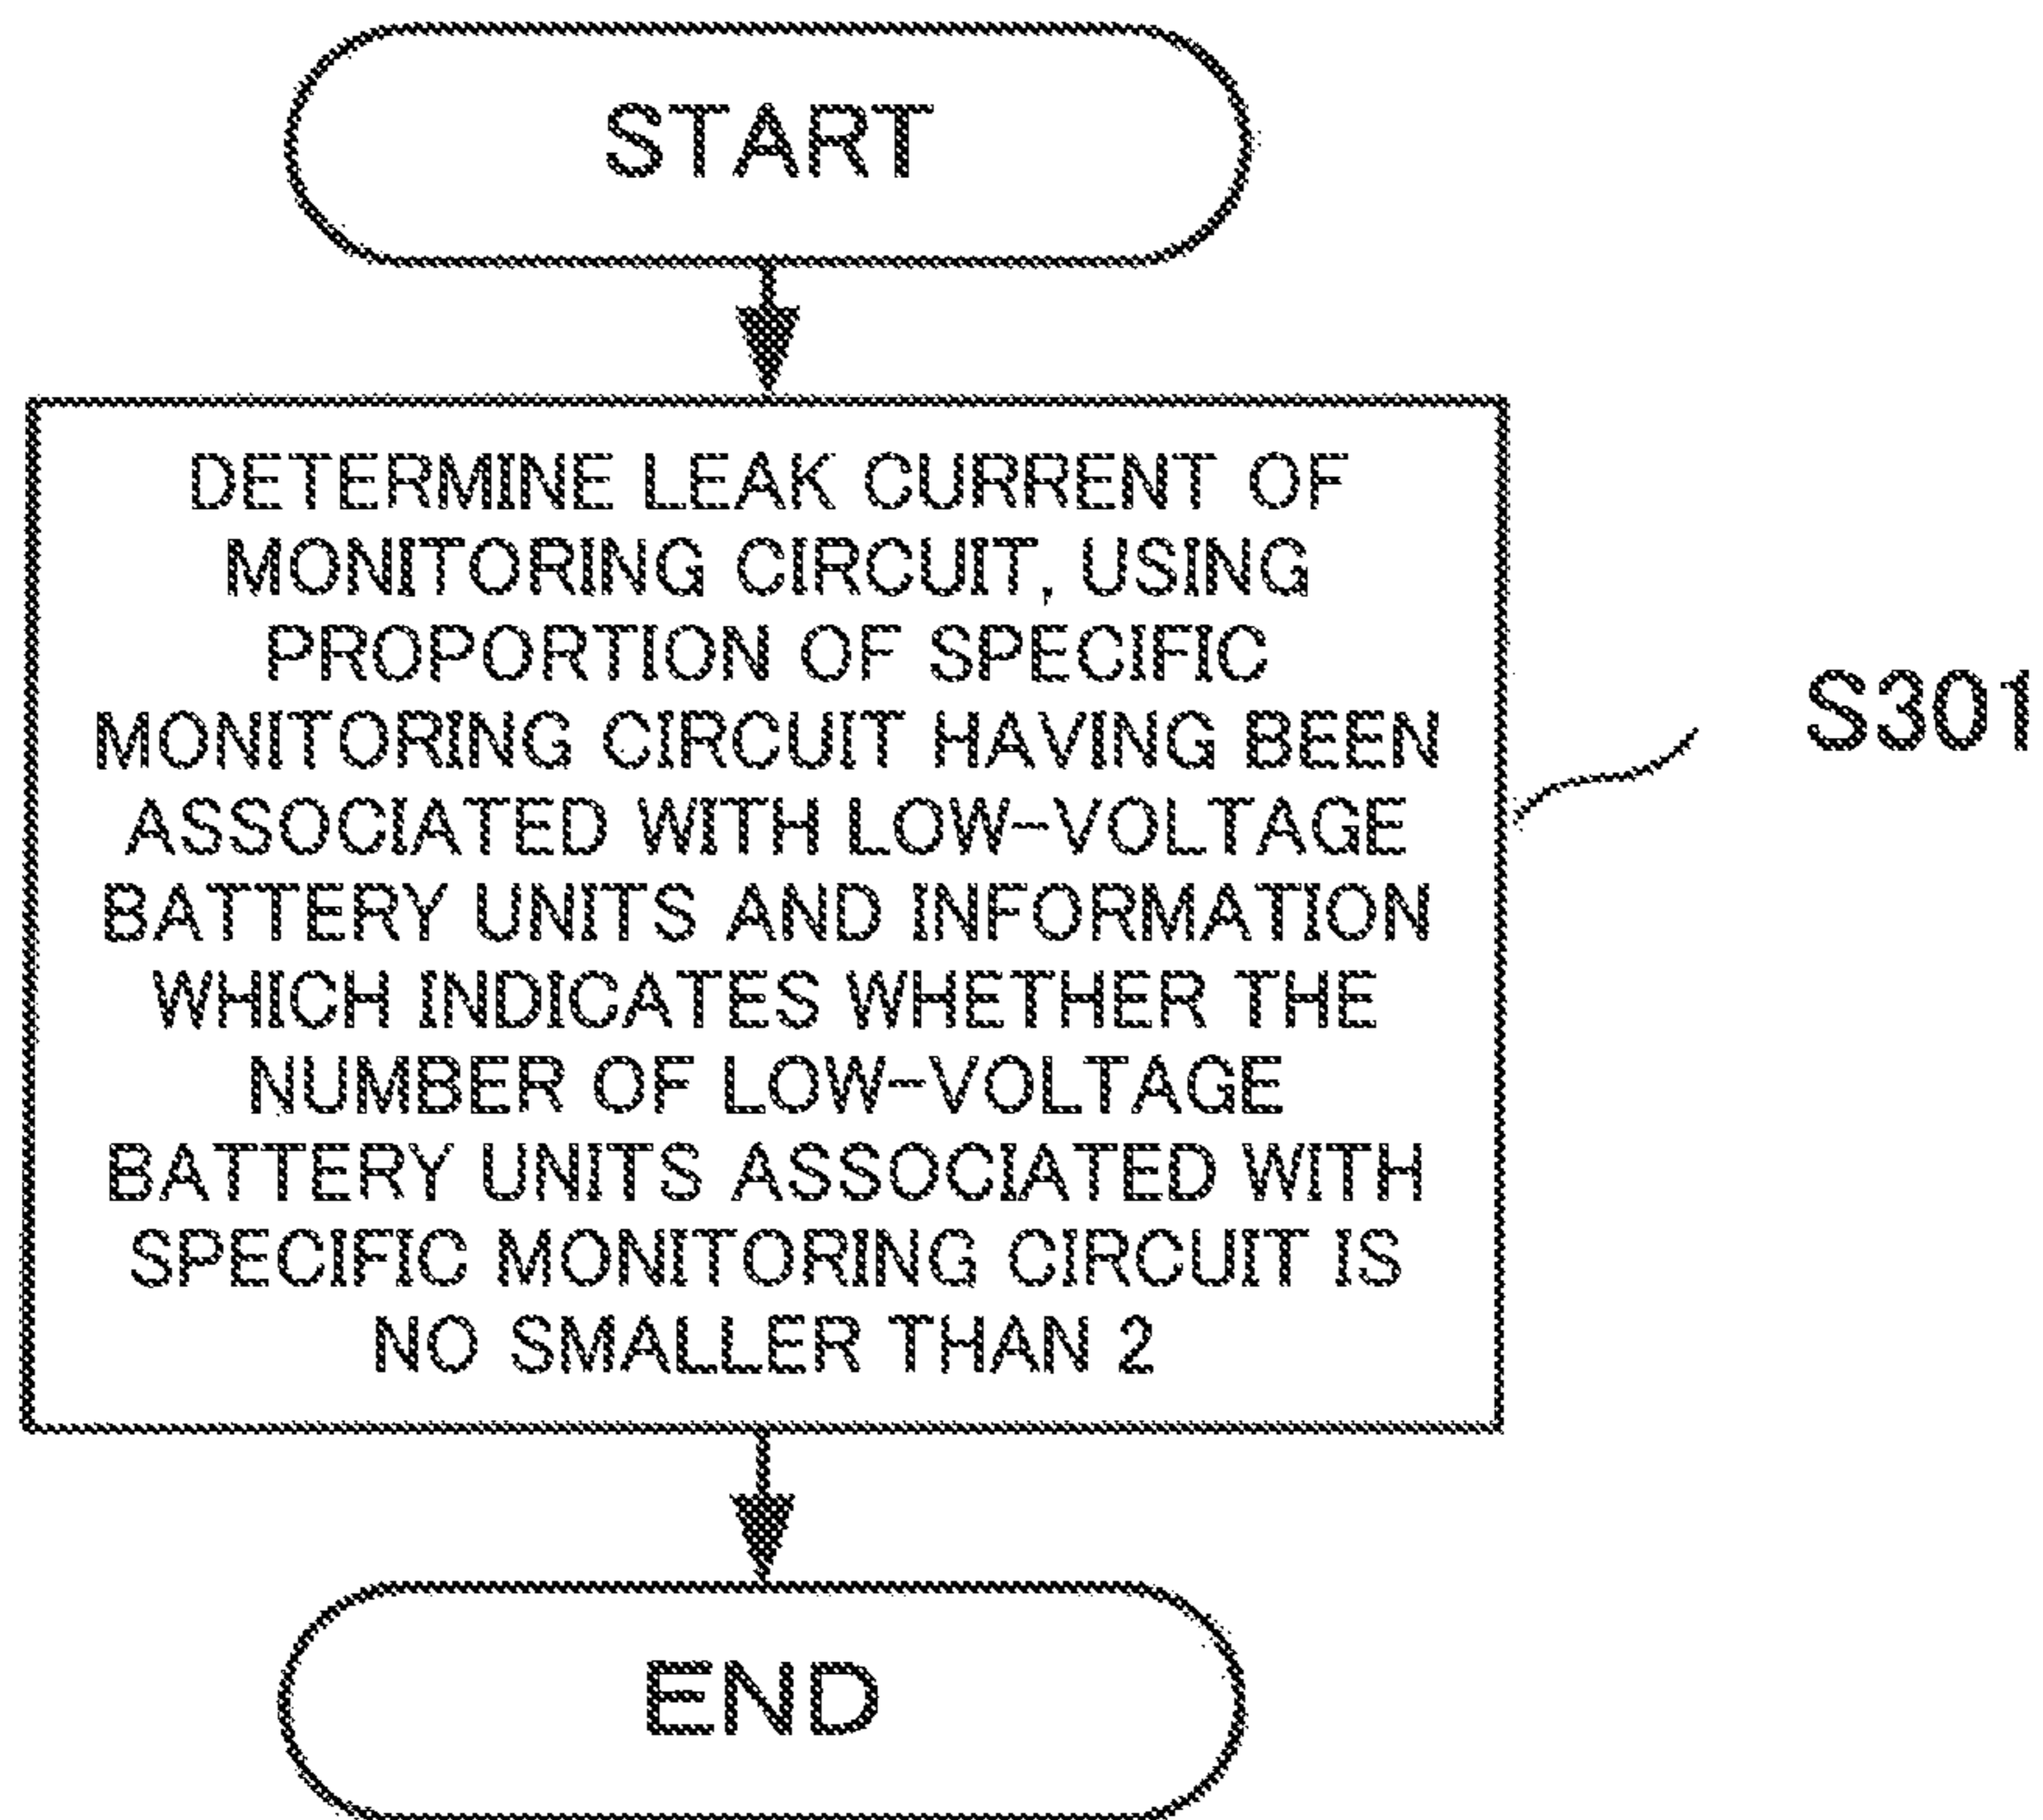 START
DETERMINE LEAK CURRENT OF
MONITORING CIRCUIT, USING
PROPORTION OF SPECIFIC
MONITORING CIRCUIT HAVING BEEN
ASSOCIATED WITH LOW-VOLTAGE
BATTERY UNITS AND INFORMATION
WHICH INDICATES WHETHER THE
NUMBER OF LOW-VOLTAGE
BATTERY UNITS ASSOCIATED WITH
SPECIFIC MONITORING CIRCUIT IS
NO SMALLER THAN 2
S301
END